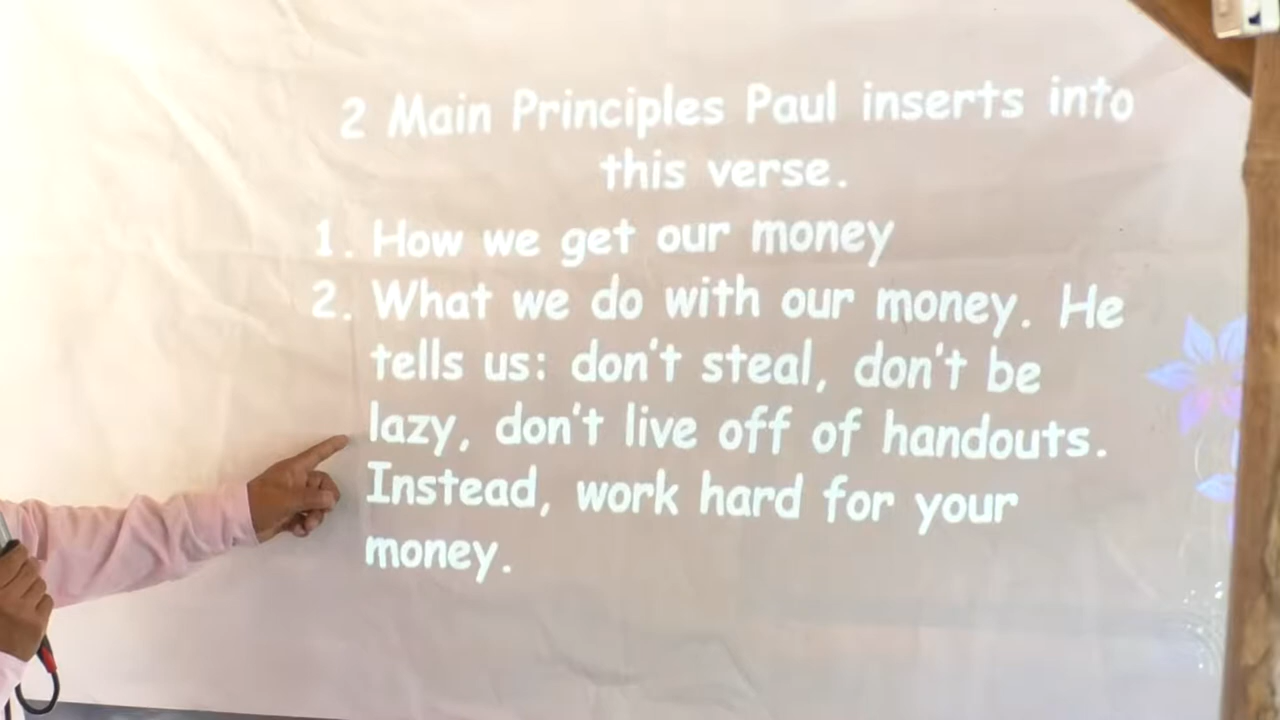 2 Main Principles Paul inserts into
this verse.
1. How we get our money
2. What we do with our money. He
tells us: don't steal, don't be
lazy, don't live off of handouts.
Instead, work hard for your
money.